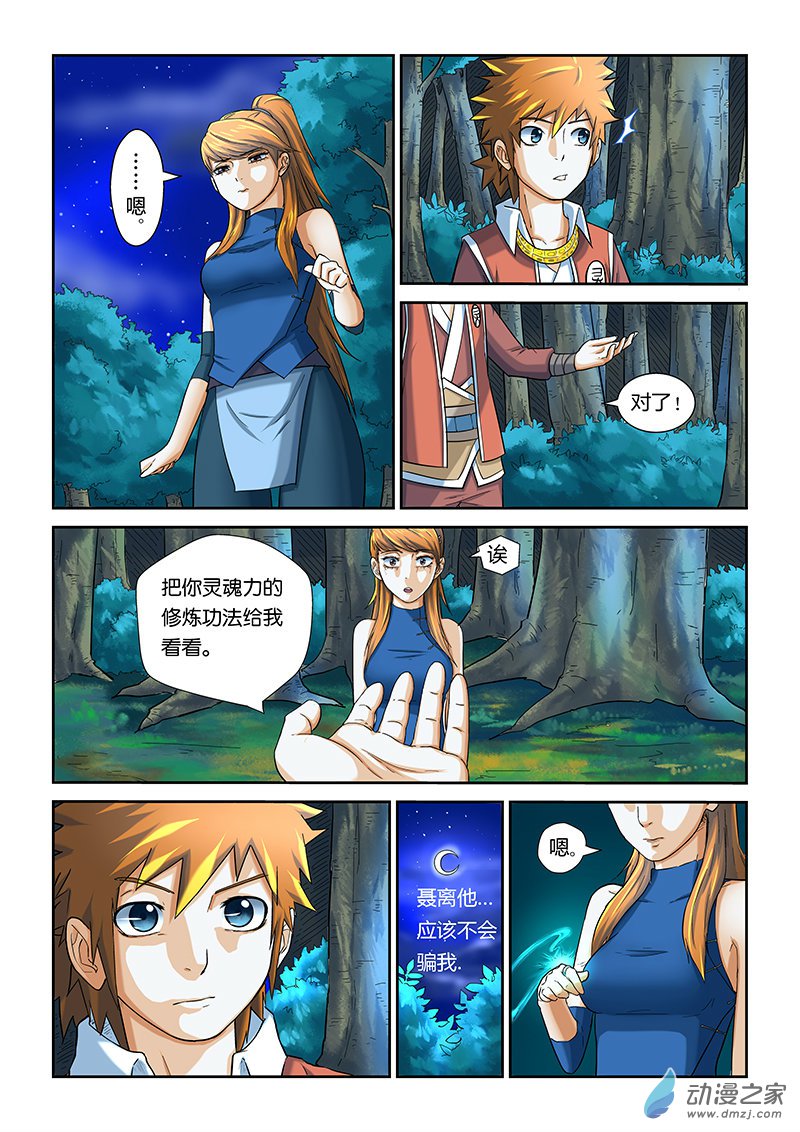 ……
嗯。
对了！
把你灵魂力的
修炼功法给我
看看。
诶
聂离他...
应该不会
骗我.
嗯。
灵
动漫之家
www.dmzj.com